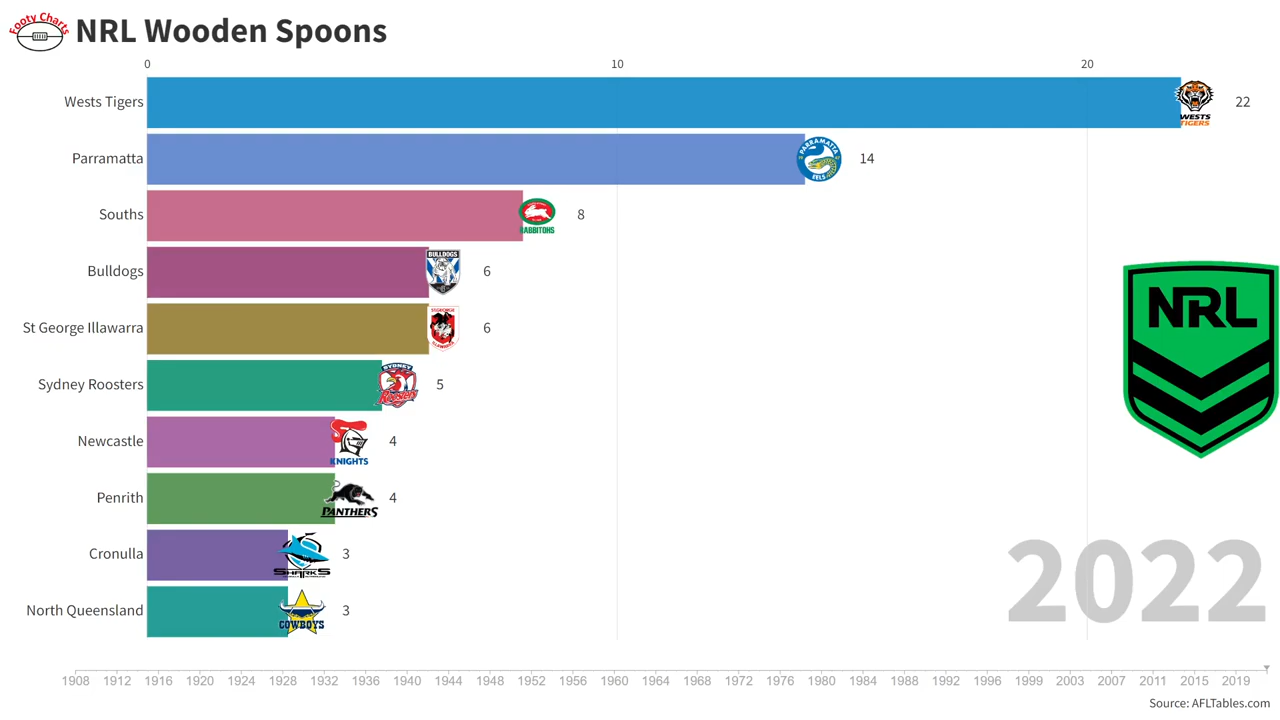 Footy Charts
NRL Wooden Spoons
0 10 20
Wests Tigers WESTS TIGERS 22
Parramatta PARRAMATTA EELS 14
Souths RABBITOHS 8
Bulldogs BULLDOGS 6
St George Illawarra ST GEORGE ILLAWARRA 6
Sydney Roosters SYDNEY Roosters 5
Newcastle KNIGHTS 4
Penrith PANTHERS 4
Cronulla SHARKS 3
North Queensland COWBOYS 3
NRL
2022
1908 1912 1916 1920 1924 1928 1932 1936 1940 1944 1948 1952 1956 1960 1964 1968 1972 1976 1980 1984 1988 1992 1996 1999 2003 2007 2011 2015 2019
Source: AFLTables.com